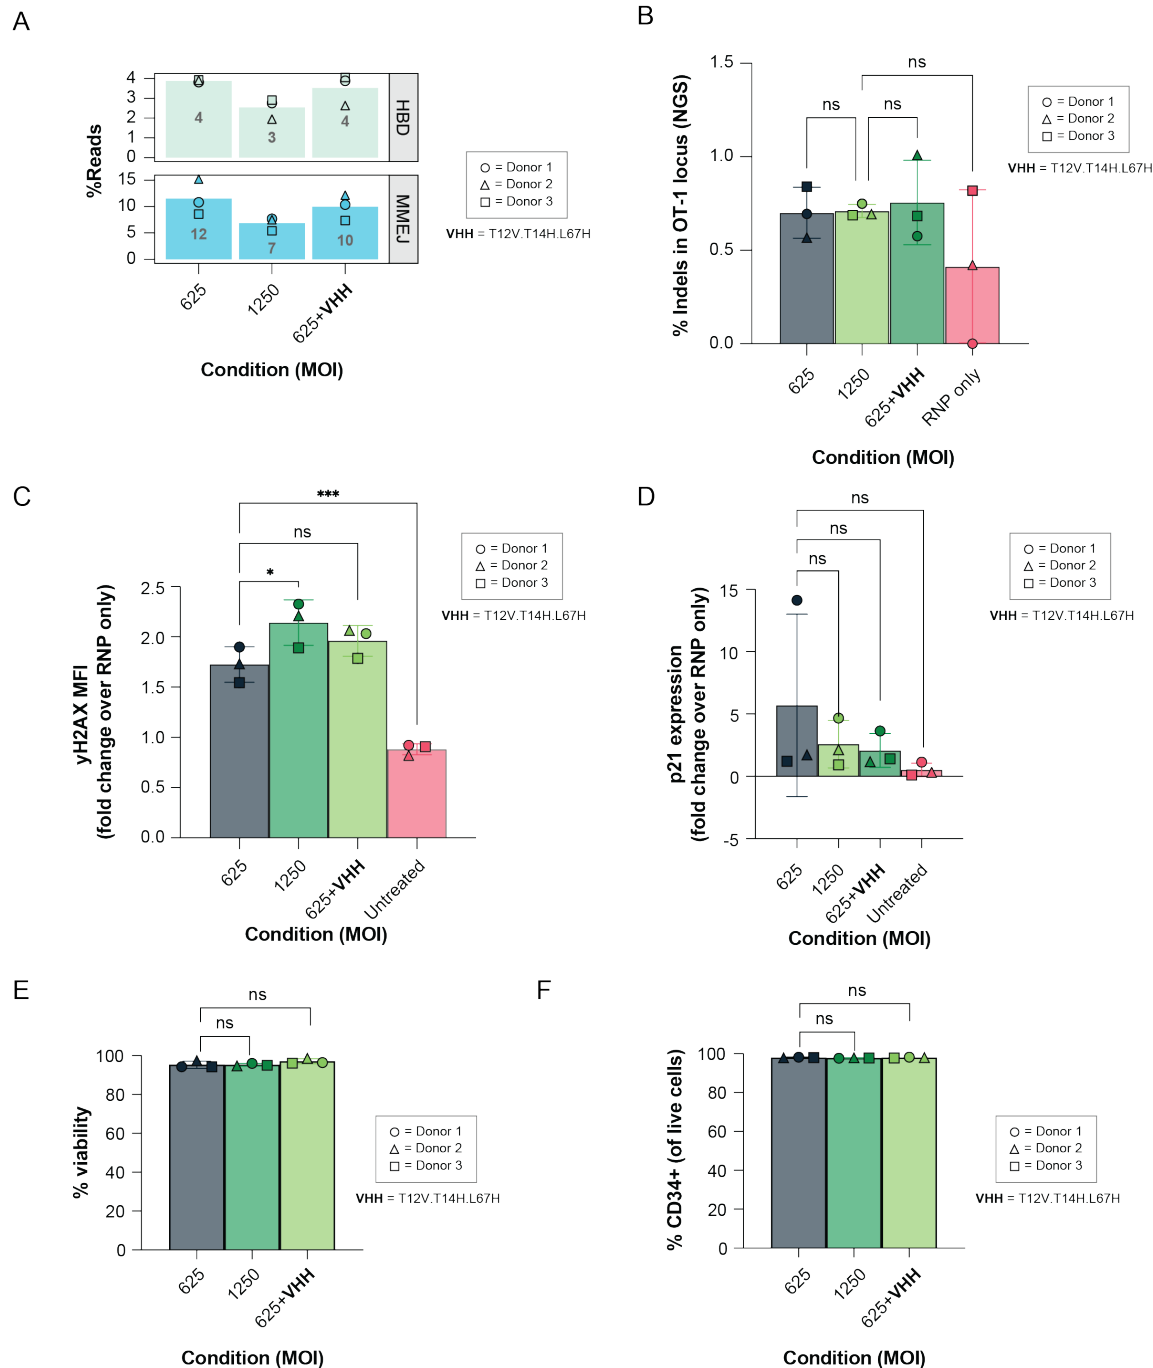 A
%Reads
4
3
2
1
0
4
3
4
HBD
15
10
5
0
12
7
10
MMEJ
625
1250
625+VHH
Condition (MOI)
= Donor 1
= Donor 2
= Donor 3
VHH = T12V.T14H.L67H
B
% Indels in OT-1 locus (NGS)
1.5
1.0
0.5
0.0
ns
ns
ns
625
1250
625+VHH
RNP only
Condition (MOI)
= Donor 1
= Donor 2
= Donor 3
VHH = T12V.T14H.L67H
C
yH2AX MFI
(fold change over RNP only)
2.5
2.0
1.5
1.0
0.5
0.0
***
ns
*
625
1250
625+VHH
Untreated
Condition (MOI)
= Donor 1
= Donor 2
= Donor 3
VHH = T12V.T14H.L67H
D
p21 expression
(fold change over RNP only)
15
10
5
0
-5
ns
ns
ns
625
1250
625+VHH
Untreated
Condition (MOI)
= Donor 1
= Donor 2
= Donor 3
VHH = T12V.T14H.L67H
E
% viability
100
80
60
40
20
0
ns
ns
625
1250
625+VHH
Condition (MOI)
= Donor 1
= Donor 2
= Donor 3
VHH = T12V.T14H.L67H
F
% CD34+ (of live cells)
100
80
60
40
20
0
ns
ns
625
1250
625+VHH
Condition (MOI)
= Donor 1
= Donor 2
= Donor 3
VHH = T12V.T14H.L67H